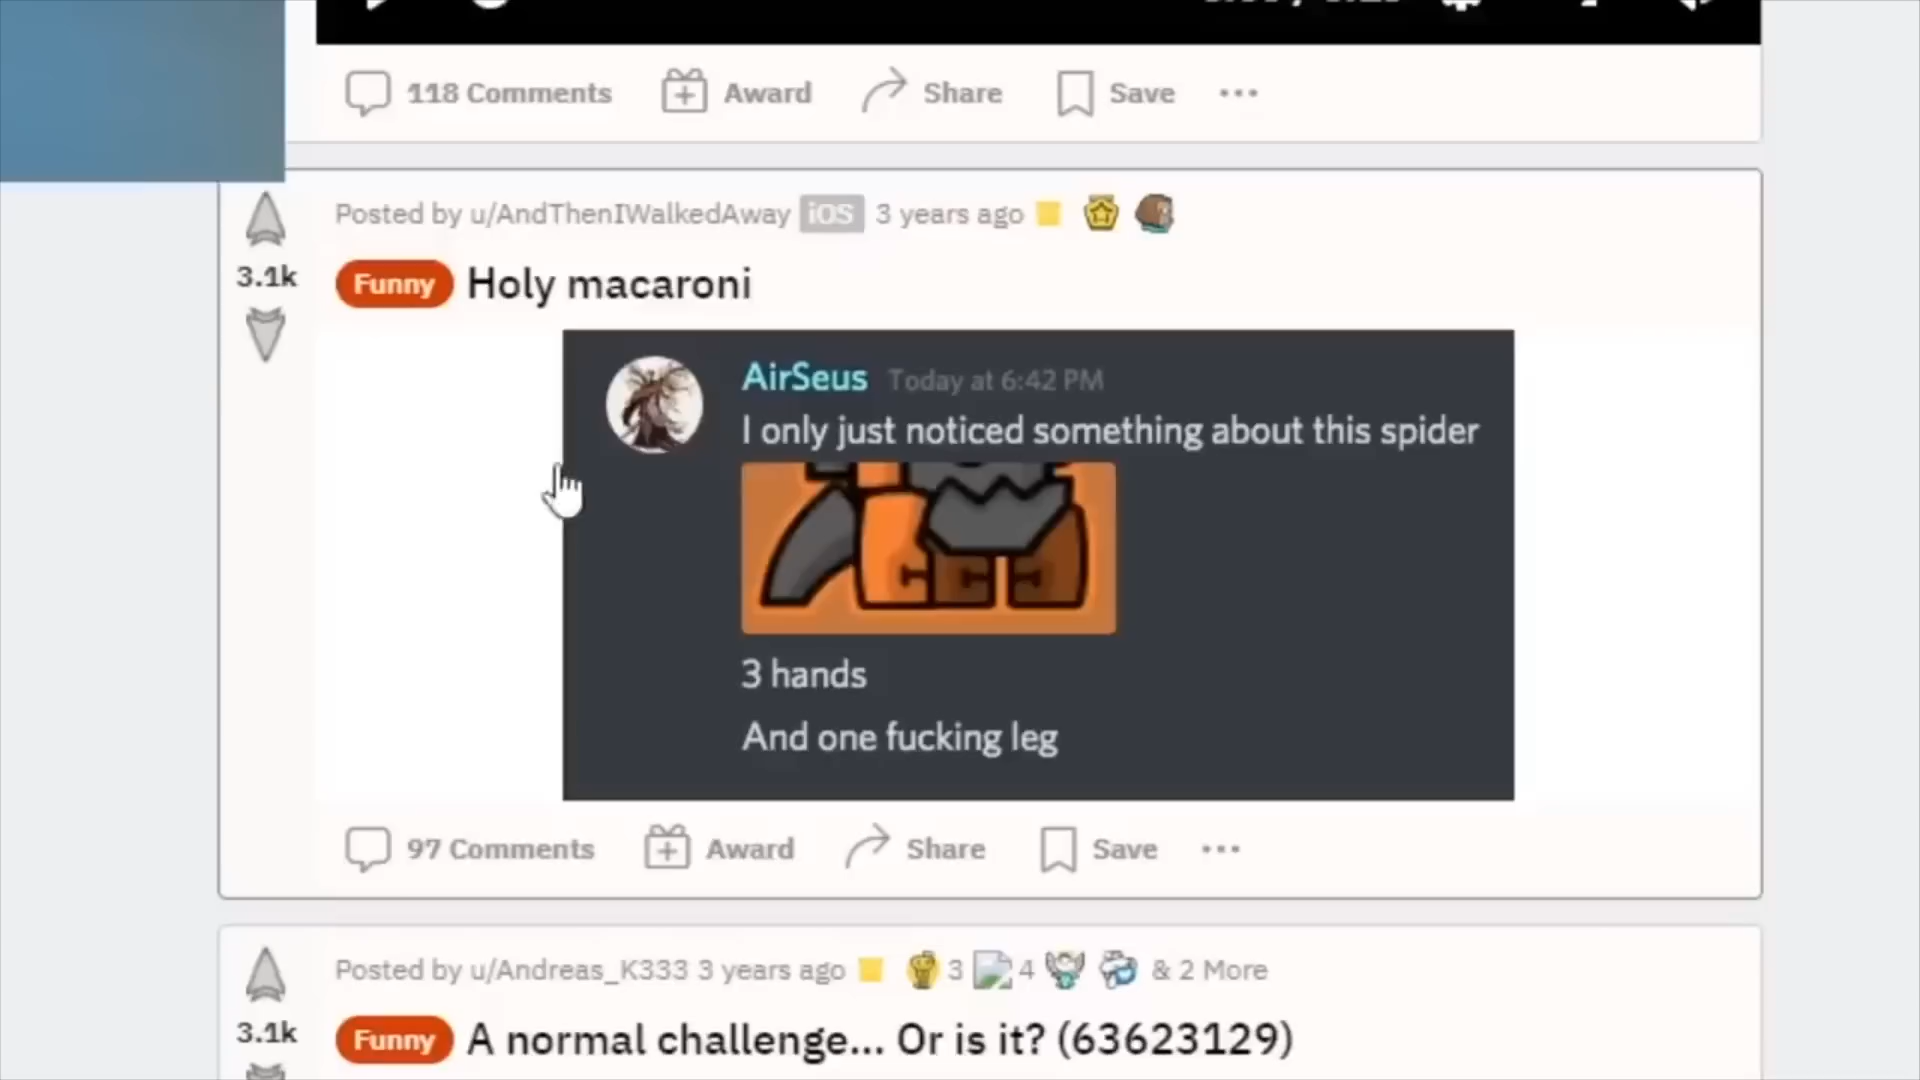 118 Comments Award Share Save
Posted by u/AndThenIWalkedAway iOS 3 years ago
3.1k
Funny Holy macaroni
AirSeus Today at 6:42 PM
I only just noticed something about this spider
3 hands
And one fucking leg
97 Comments Award Share Save
Posted by u/Andreas_K333 3 years ago 3 4 & 2 More
3.1k
Funny A normal challenge... Or is it? (63623129)